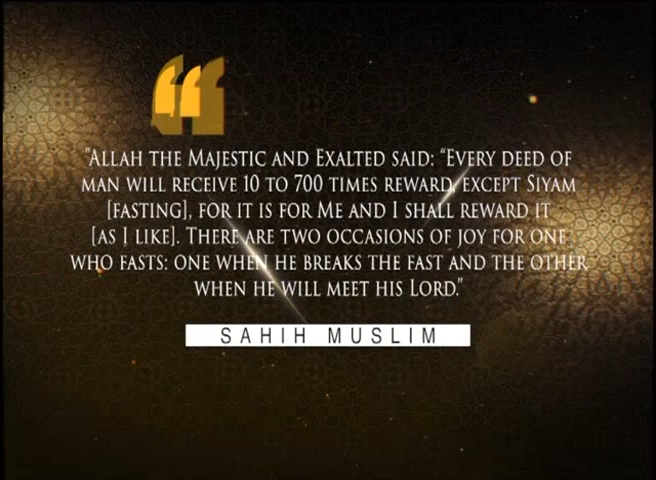 "Allah the Majestic and Exalted said: “Every deed of
man will receive 10 to 700 times reward, except Siyam
[fasting], for it is for Me and I shall reward it
[as I like]. There are two occasions of joy for one
who fasts: one when he breaks the fast and the other
when he will meet his Lord.”
SAHIH MUSLIM